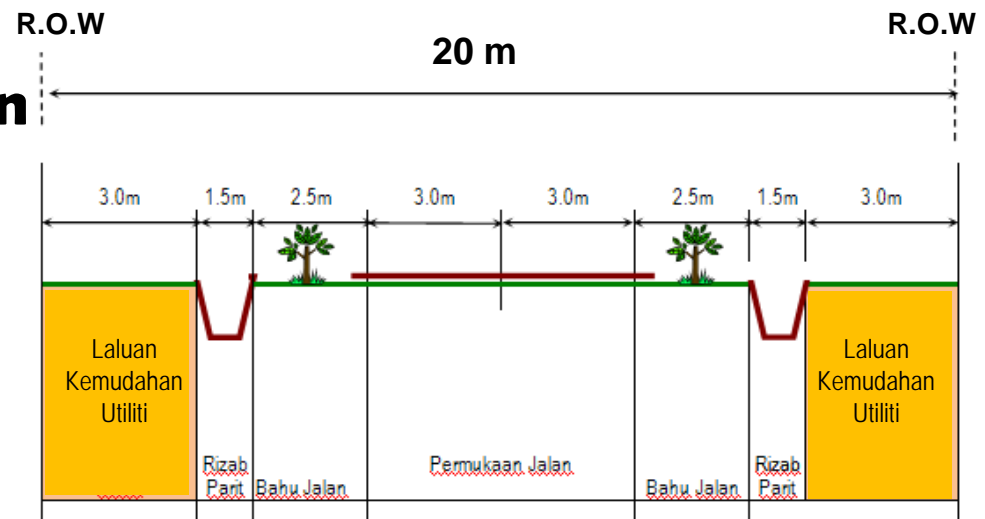 R.O.W R.O.W
20 m
n
3.0m 1.5m 2.5m 3.0m 3.0m 2.5m 1.5m 3.0m
Laluan
Kemudahan
Utiliti
Laluan
Kemudahan
Utiliti
Rizab
Parit
Bahu Jalan
Permukaan Jalan
Bahu Jalan
Rizab
Parit